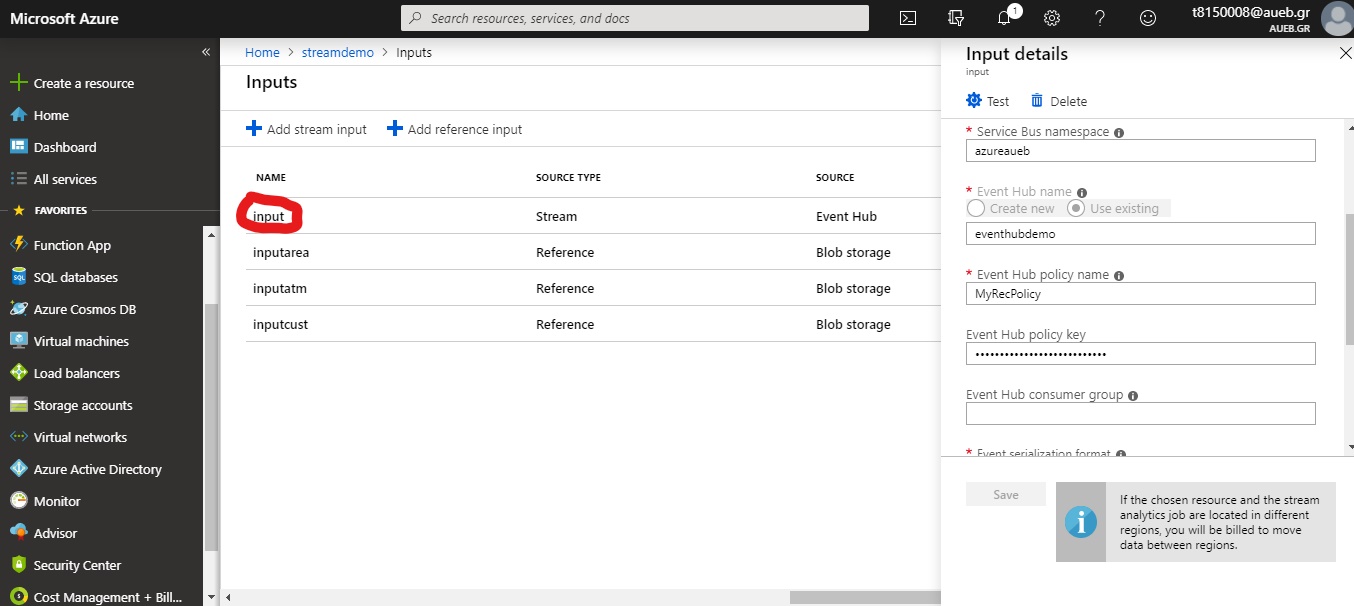 Microsoft Azure
Search resources, services, and docs
1
t8150008@aueb.gr
AUEB.GR
«
Create a resource
Home
Dashboard
All services
FAVORITES
Function App
SQL databases
Azure Cosmos DB
Virtual machines
Load balancers
Storage accounts
Virtual networks
Azure Active Directory
Monitor
Advisor
Security Center
Cost Management + Bill...
Home > streamdemo > Inputs
Inputs
Add stream input Add reference input
NAME SOURCE TYPE SOURCE
input Stream Event Hub
inputarea Reference Blob storage
inputatm Reference Blob storage
inputcust Reference Blob storage
Input details
input
Test Delete
* Service Bus namespace
azureaueb
* Event Hub name
Create new Use existing
eventhubdemo
* Event Hub policy name
MyRecPolicy
Event Hub policy key
•••••••••••••••••••••••••••
Event Hub consumer group
* Event serialization format
Save
If the chosen resource and the stream
analytics job are located in different
regions, you will be billed to move
data between regions.